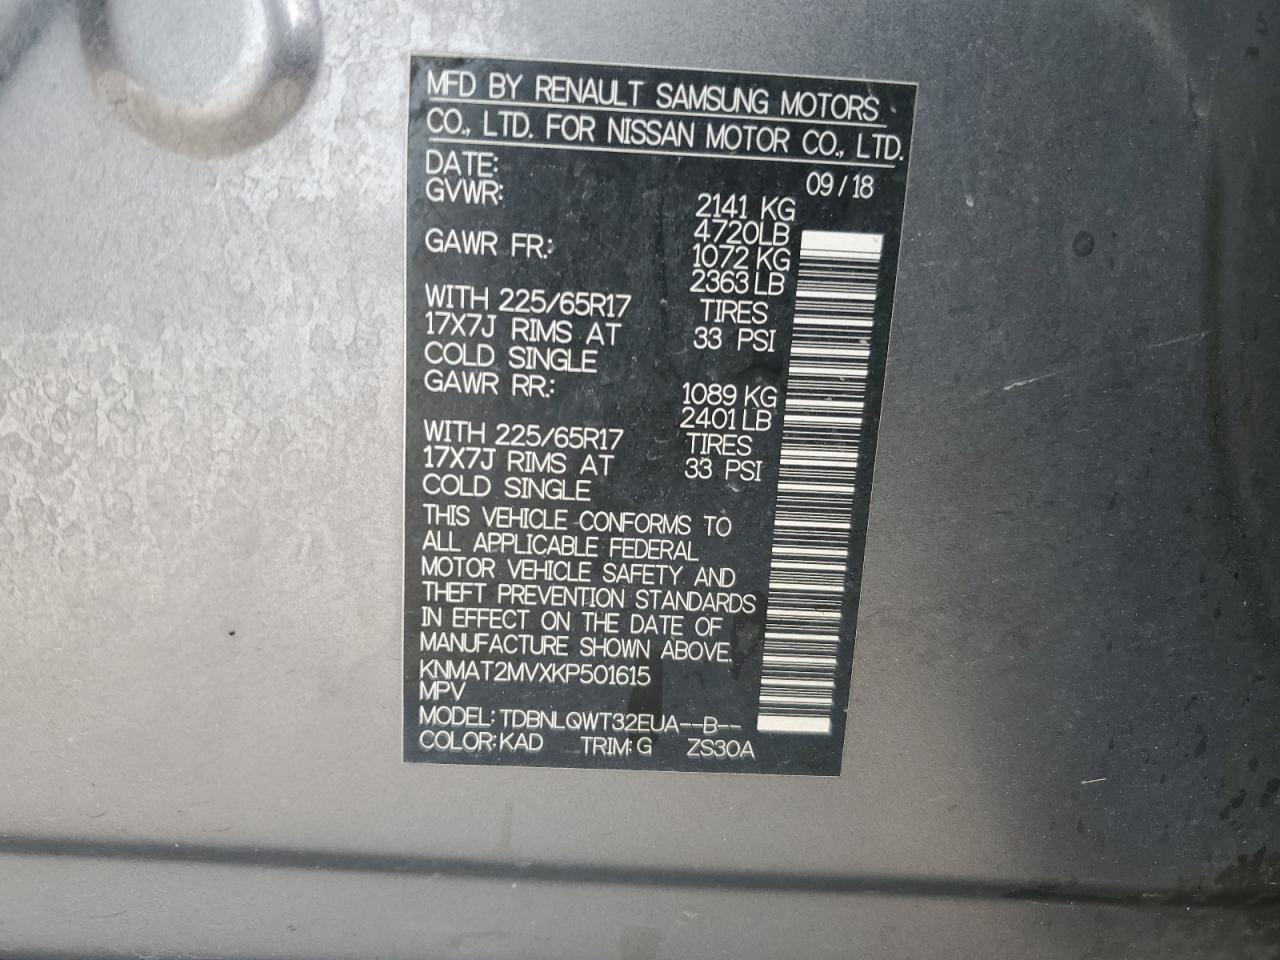 MFD BY RENAULT SAMSUNG MOTORS
CO., LTD. FOR NISSAN MOTOR CO., LTD.
DATE: 09/18
GVWR: 2141 KG
4720LB
GAWR FR.: 1072 KG
2363 LB
WITH 225/65R17 TIRES
17X7J RIMS AT 33 PSI
COLD SINGLE
GAWR RR.: 1089 KG
2401 LB
WITH 225/65R17 TIRES
17X7J RIMS AT 33 PSI
COLD SINGLE
THIS VEHICLE CONFORMS TO
ALL APPLICABLE FEDERAL
MOTOR VEHICLE SAFETY AND
THEFT PREVENTION STANDARDS
IN EFFECT ON THE DATE OF
MANUFACTURE SHOWN ABOVE.
KNMAT2MVXKP501615
MPV
MODEL: TDBNLQWT32EUA--B--
COLOR: KAD TRIM: G ZS30A